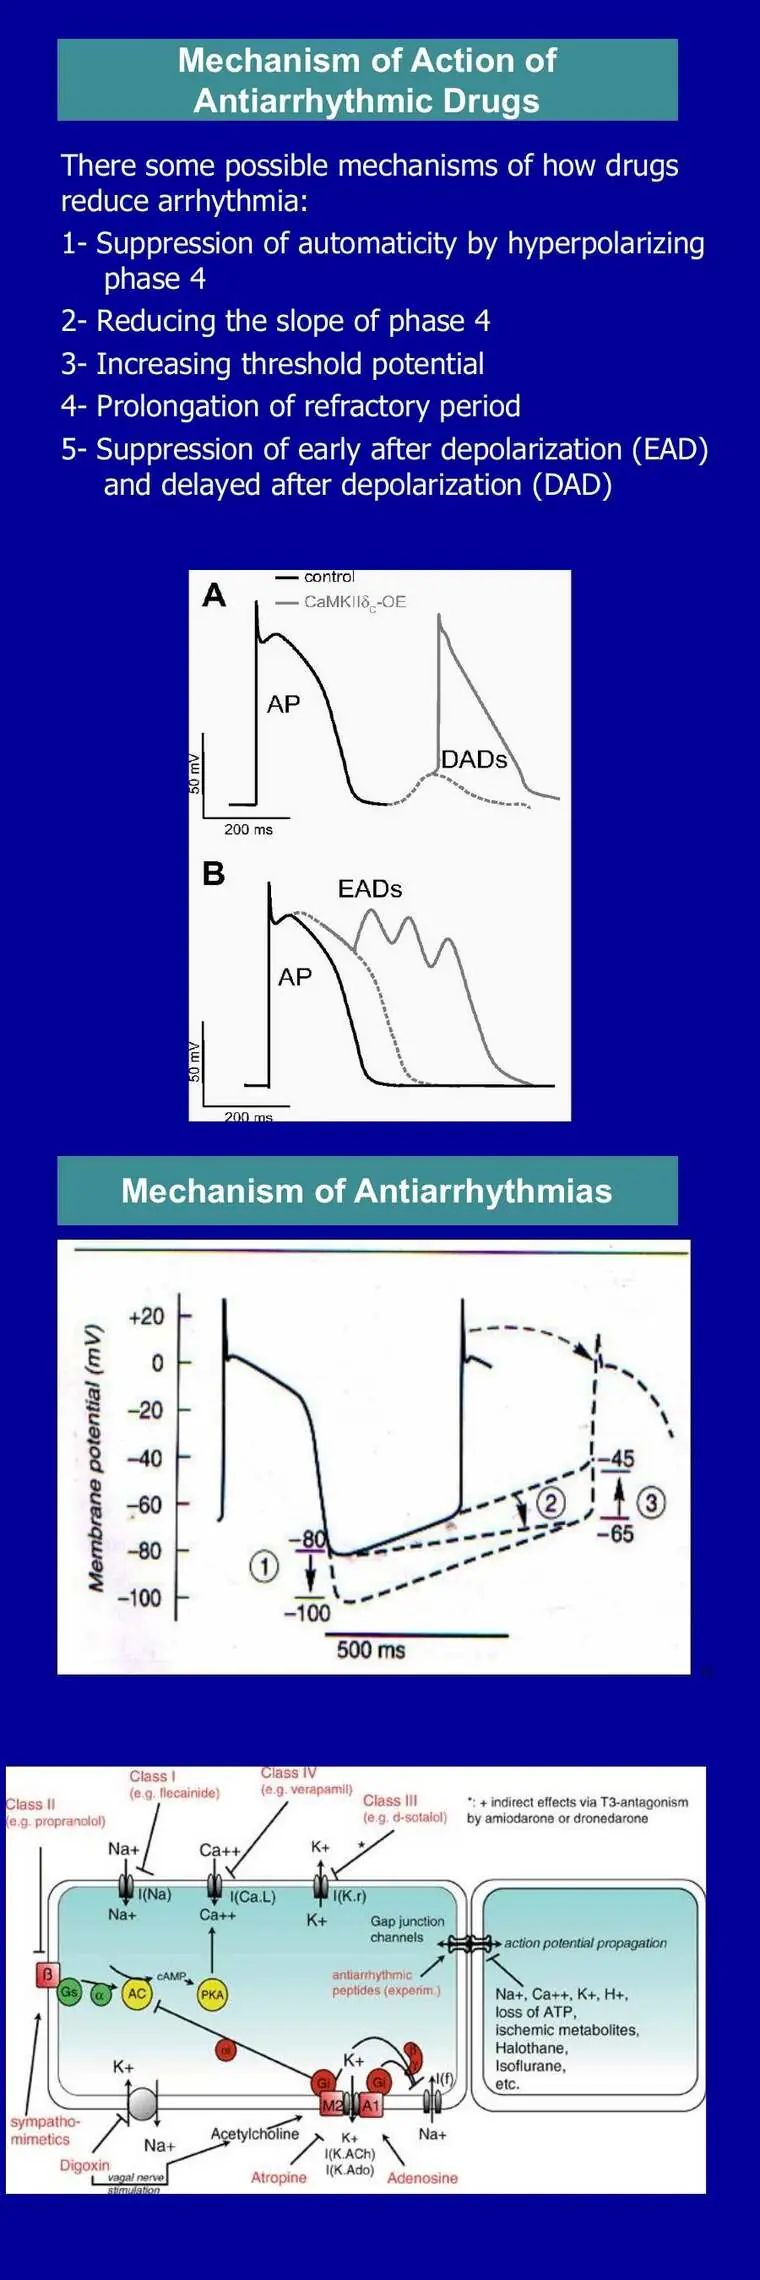 Mechanism of Action of
Antiarrhythmic Drugs
There some possible mechanisms of how drugs
reduce arrhythmia:
1- Suppression of automaticity by hyperpolarizing
phase 4
2- Reducing the slope of phase 4
3- Increasing threshold potential
4- Prolongation of refractory period
5- Suppression of early after depolarization (EAD)
and delayed after depolarization (DAD)
A
control
CaMKIIδC-OE
AP
DADs
50 mV
200 ms
B
EADs
AP
50 mV
200 ms
Mechanism of Antiarrhythmias
Membrane potential (mV)
+20
0
-20
-40
-60
-80
-100
-80
1
-100
2
-45
3
-65
500 ms
Class II
(e.g. propranolol)
Class I
(e.g. flecainide)
Class IV
(e.g. verapamil)
Class III
(e.g. d-sotalol)
*: + indirect effects via T3-antagonism
by amiodarone or dronedarone
*
Na+
Ca++
K+
I(Na)
I(Ca.L)
I(K.r)
Na+
Ca++
K+
Gap junction
channels
action potential propagation
antiarrhythmic
peptides (experim.)
Na+, Ca++, K+, H+,
loss of ATP,
ischemic metabolites,
Halothane,
Isoflurane,
etc.
β
Gs
α
AC
cAMP
PKA
αi
β
γ
K+
K+
Gi
Gi
I(f)
M2
A1
sympatho-
mimetics
Na+
Acetylcholine
K+
I(K.ACh)
I(K.Ado)
Na+
Digoxin
vagal nerve
stimulation
Atropine
Adenosine